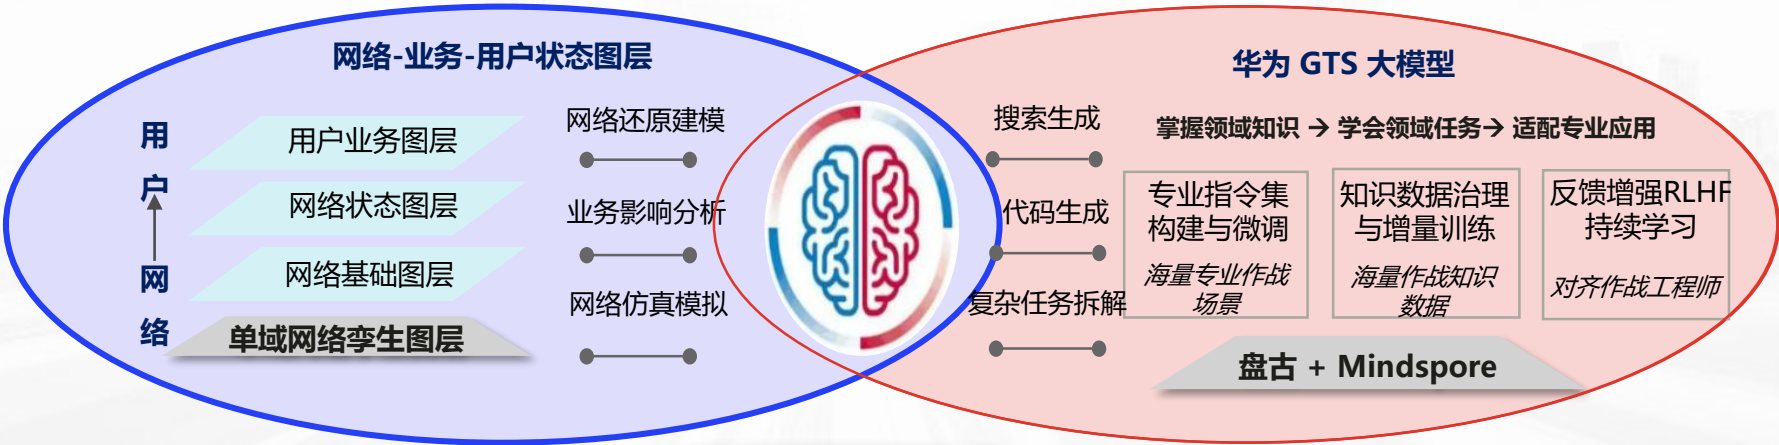 网络-业务-用户状态图层
用
户
网
络
用户业务图层
网络状态图层
网络基础图层
单域网络孪生图层
网络还原建模
业务影响分析
网络仿真模拟
搜索生成
代码生成
复杂任务拆解
华为 GTS 大模型
掌握领域知识 → 学会领域任务→ 适配专业应用
专业指令集
构建与微调
海量专业作战
场景
知识数据治理
与增量训练
海量作战知识
数据
反馈增强RLHF
持续学习
对齐作战工程师
盘古 + Mindspore